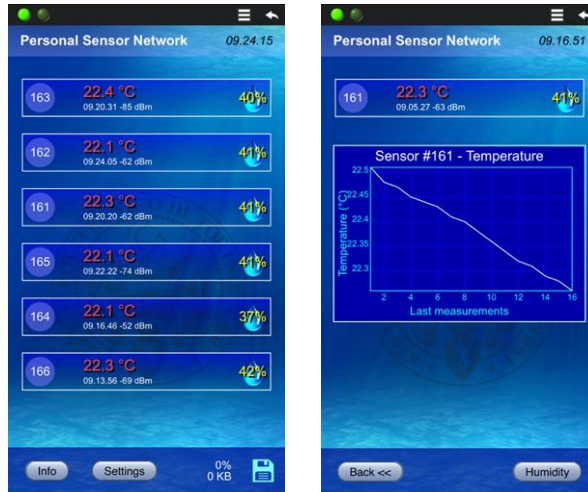 Personal Sensor Network 09.24.15
163 22.4 °C 40%
09.20.31 -85 dBm
162 22.1 °C 41%
09.24.05 -62 dBm
161 22.3 °C 41%
09.20.20 -62 dBm
165 22.1 °C 41%
09.22.22 -74 dBm
164 22.1 °C 37%
09.16.46 -52 dBm
166 22.3 °C 42%
09.13.56 -69 dBm
Info Settings 0%
0 KB
Personal Sensor Network 09.16.51
161 22.3 °C 41%
09.05.27 -63 dBm
Sensor #161 - Temperature
Temperature (°C)
22.5
22.45
22.4
22.35
22.3
2 4 6 8 10 12 14 16
Last measurements
Back << Humidity